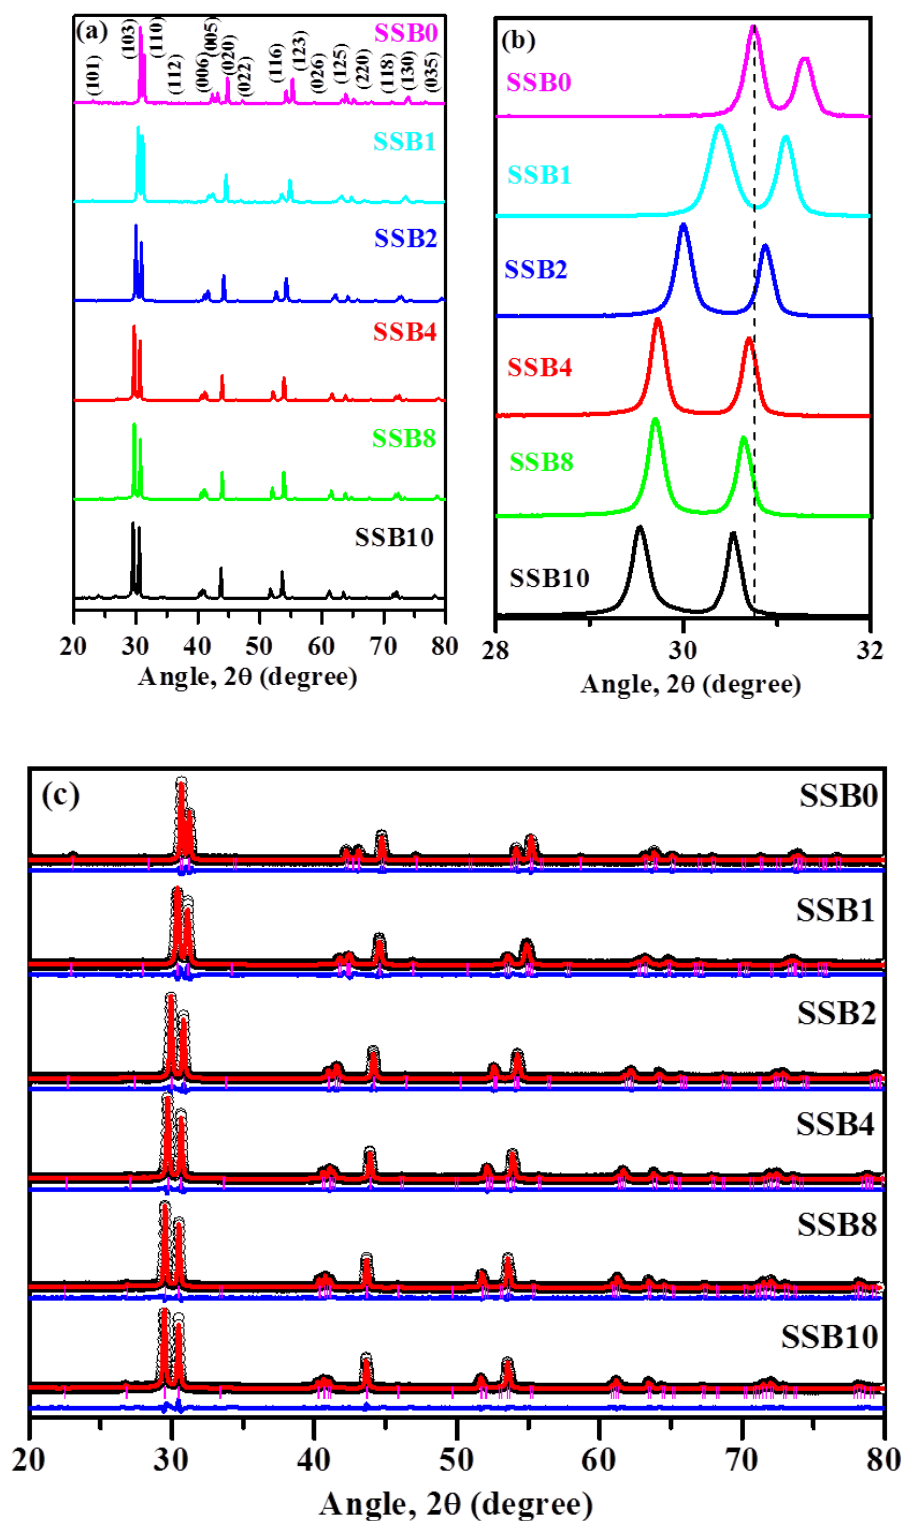 (a)
SSB0
(101)
(103)
(110)
(112)
(006)
(005)
(020)
(022)
(116)
(123)
(026)
(125)
(220)
(118)
(130)
(035)
SSB1
SSB2
SSB4
SSB8
SSB10
20 30 40 50 60 70 80
Angle, 2θ (degree)
(b)
SSB0
SSB1
SSB2
SSB4
SSB8
SSB10
28 30 32
Angle, 2θ (degree)
(c)
SSB0
SSB1
SSB2
SSB4
SSB8
SSB10
20 30 40 50 60 70 80
Angle, 2θ (degree)